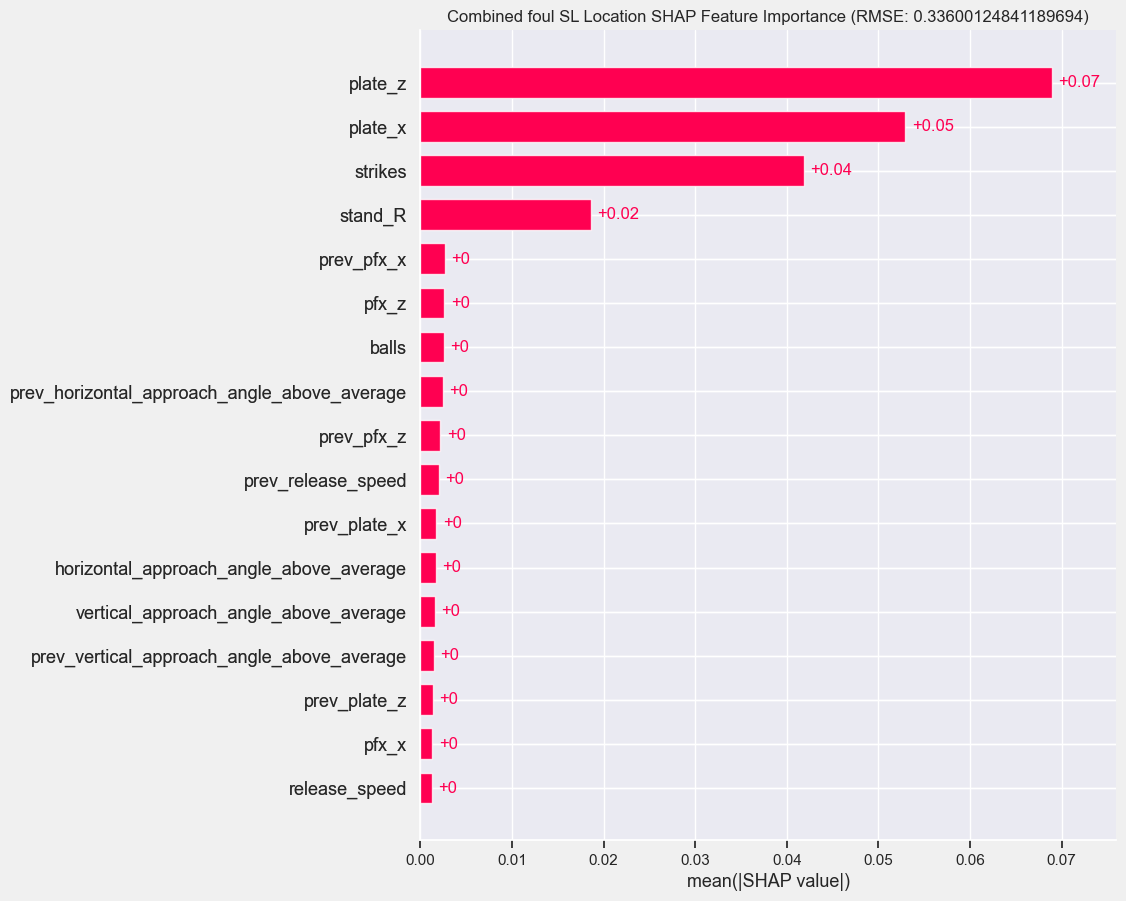 Combined foul SL Location SHAP Feature Importance (RMSE: 0.33600124841189694)
plate_z +0.07
plate_x +0.05
strikes +0.04
stand_R +0.02
prev_pfx_x +0
pfx_z +0
balls +0
prev_horizontal_approach_angle_above_average +0
prev_pfx_z +0
prev_release_speed +0
prev_plate_x +0
horizontal_approach_angle_above_average +0
vertical_approach_angle_above_average +0
prev_vertical_approach_angle_above_average +0
prev_plate_z +0
pfx_x +0
release_speed +0
0.00 0.01 0.02 0.03 0.04 0.05 0.06 0.07
mean(|SHAP value|)